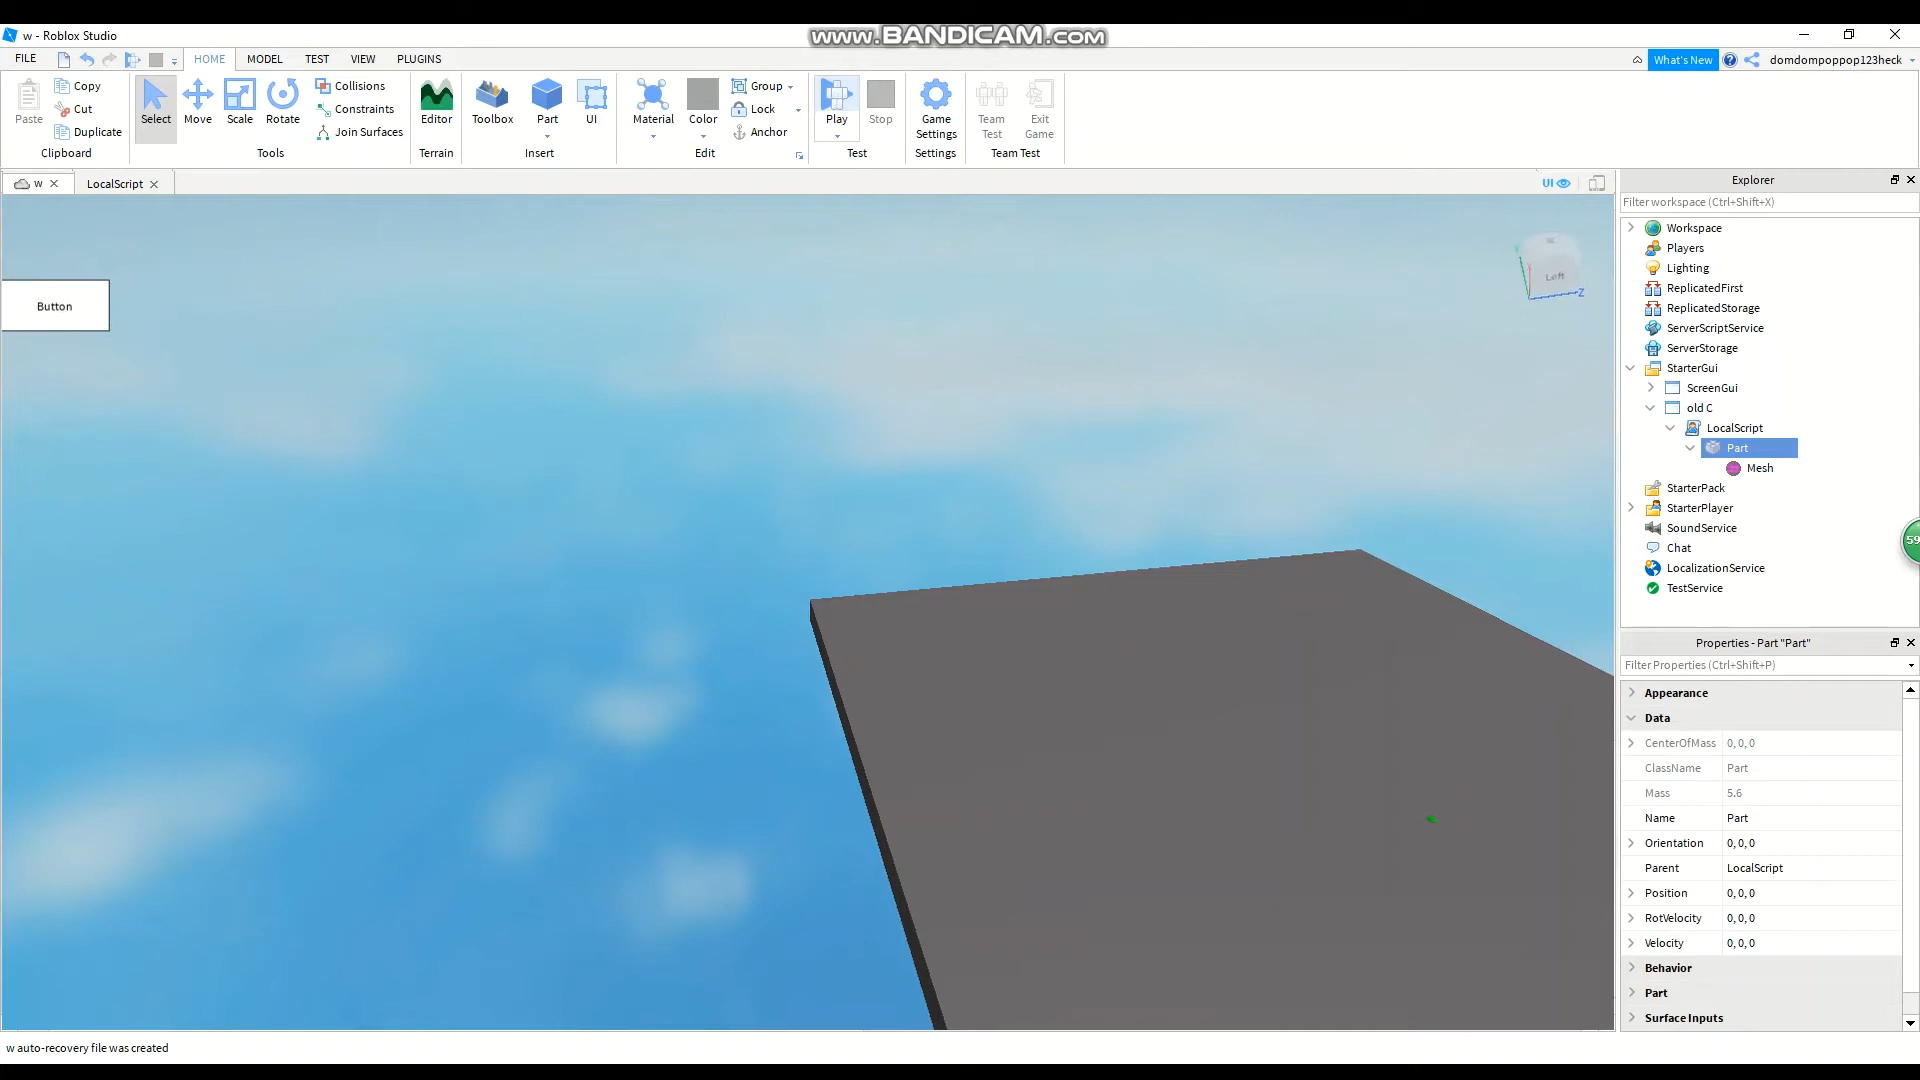 www.BANDICAM.com
w - Roblox Studio
FILE HOME MODEL TEST VIEW PLUGINS
What's New domdompoppop123heck
Paste Copy Cut Duplicate
Select Move Scale Rotate
Collisions Constraints Join Surfaces
Editor Toolbox Part UI
Material Color
Group Lock Anchor
Play Stop
Game Settings
Team Test
Exit Game
Clipboard Tools Terrain Insert Edit Test Settings Team Test
w LocalScript
UI
Button
Left
Z
Explorer
Filter workspace (Ctrl+Shift+X)
Workspace
Players
Lighting
ReplicatedFirst
ReplicatedStorage
ServerScriptService
ServerStorage
StarterGui
ScreenGui
old C
LocalScript
Part
Mesh
StarterPack
StarterPlayer
SoundService
Chat
LocalizationService
TestService
59
Properties - Part "Part"
Filter Properties (Ctrl+Shift+P)
Appearance
Data
CenterOfMass 0, 0, 0
ClassName Part
Mass 5.6
Name Part
Orientation 0, 0, 0
Parent LocalScript
Position 0, 0, 0
RotVelocity 0, 0, 0
Velocity 0, 0, 0
Behavior
Part
Surface Inputs
w auto-recovery file was created